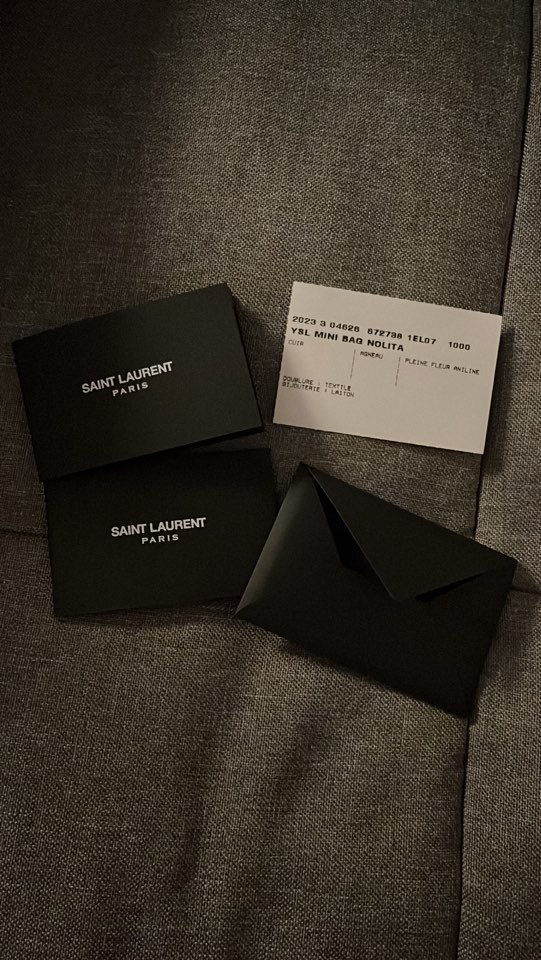 SAINT LAURENT
PARIS
2023 3 04626 672738 1EL07 1000
YSL MINI BAG NOLITA
CUIR AGNEAU PLEINE FLEUR ANILINE
DOUBLURE : TEXTILE
BIJOUTERIE : LAITON
SAINT LAURENT
PARIS